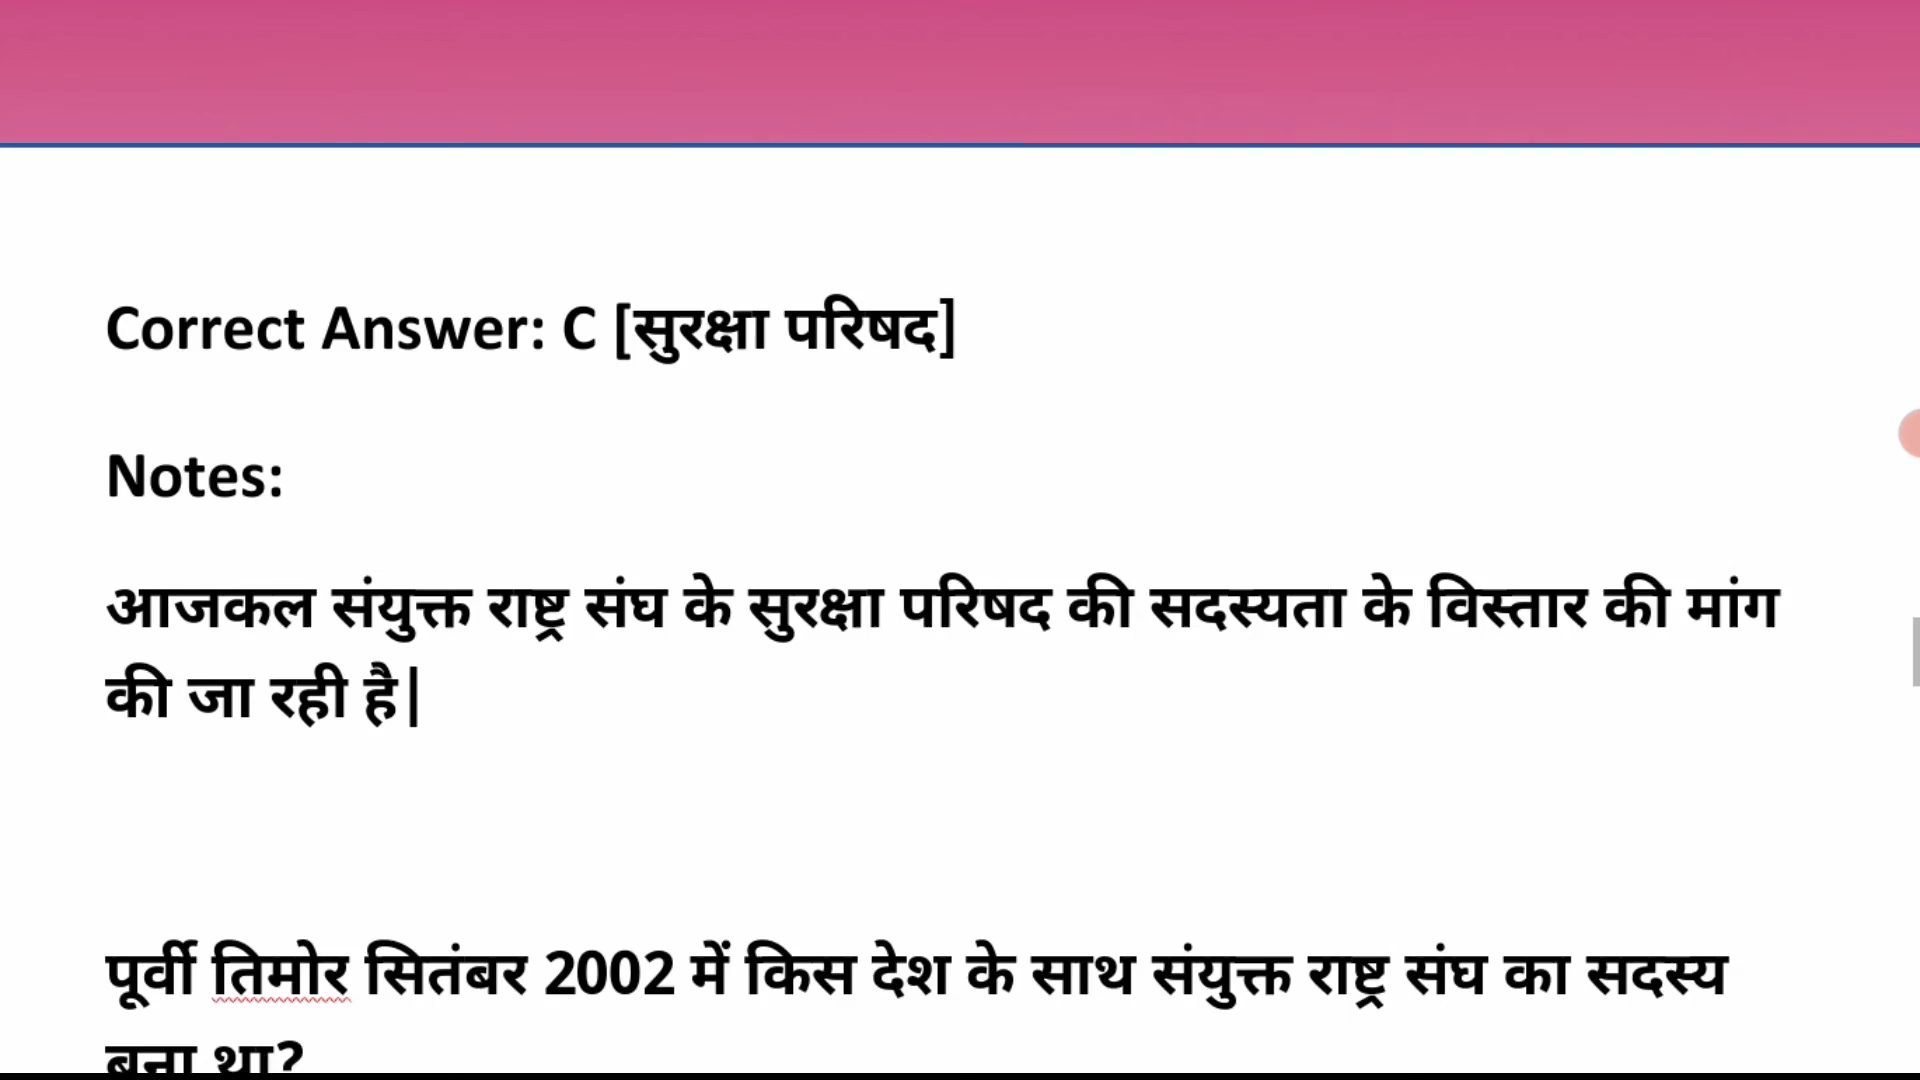 Correct Answer: C [सुरक्षा परिषद]
Notes:
आजकल संयुक्त राष्ट्र संघ के सुरक्षा परिषद की सदस्यता के विस्तार की मांग
की जा रही है|
पूर्वी तिमोर सितंबर 2002 में किस देश के साथ संयुक्त राष्ट्र संघ का सदस्य
बना था?